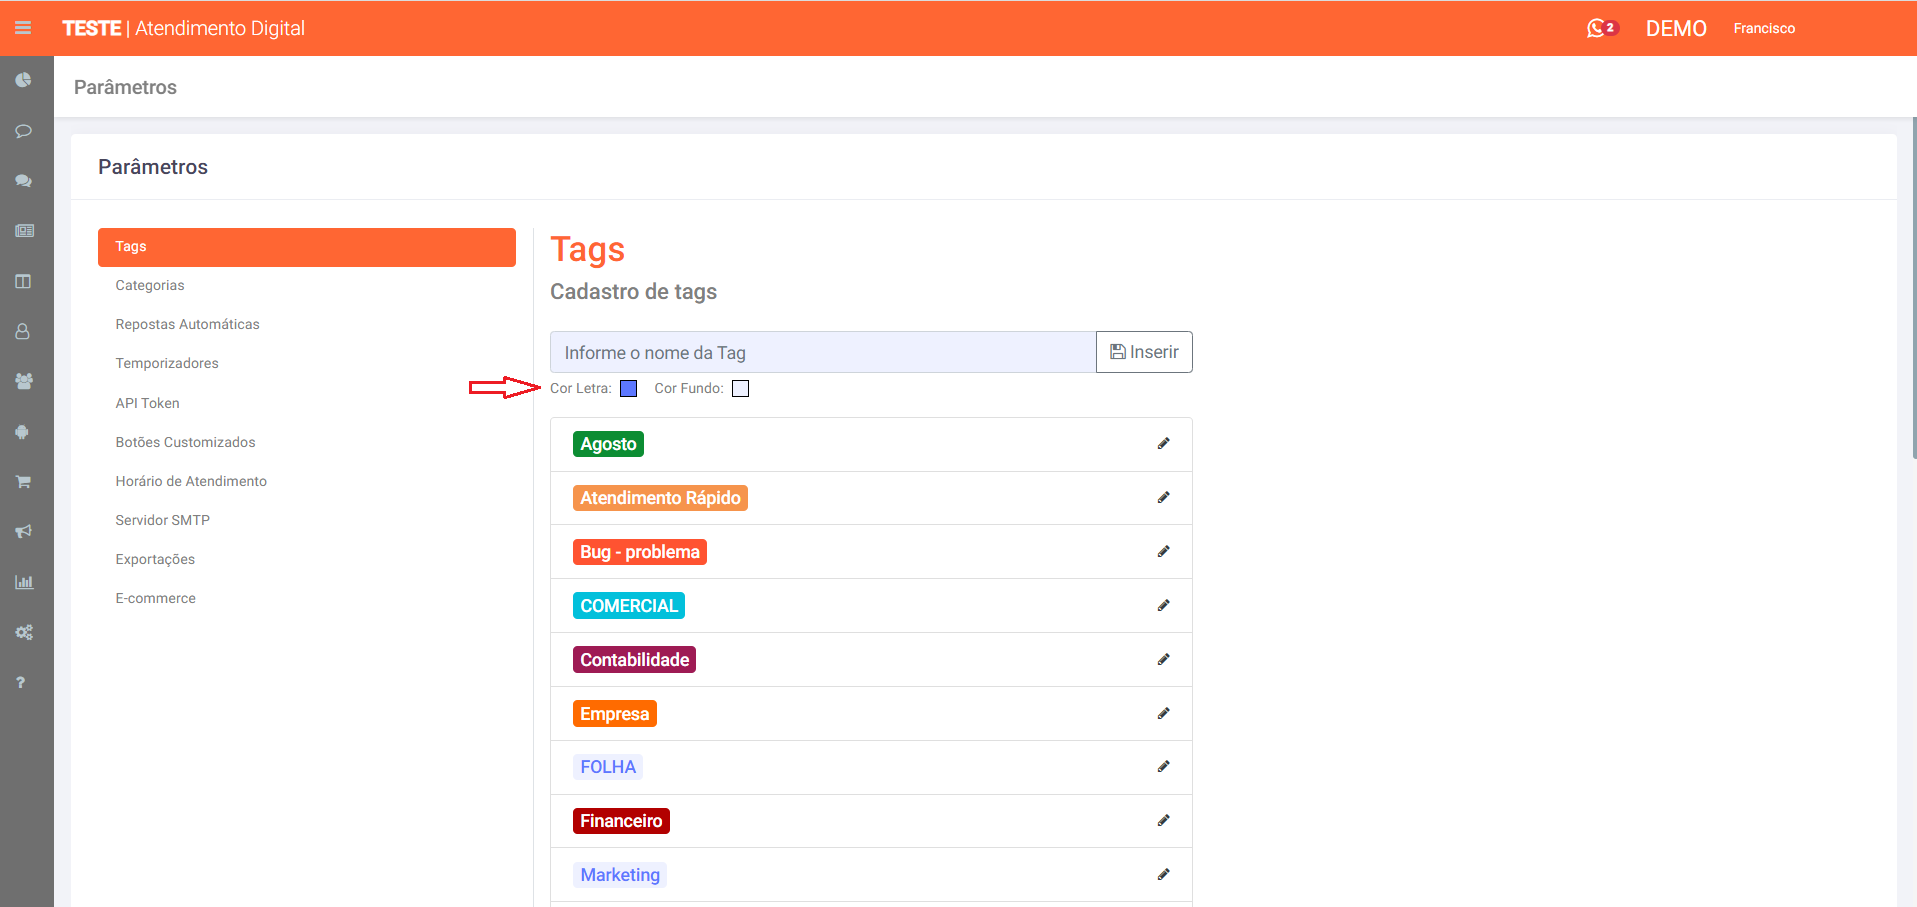 TESTE | Atendimento Digital
2
DEMO
Francisco
Parâmetros
Parâmetros
Tags
Categorias
Repostas Automáticas
Temporizadores
API Token
Botões Customizados
Horário de Atendimento
Servidor SMTP
Exportações
E-commerce
Tags
Cadastro de tags
Informe o nome da Tag
Inserir
Cor Letra:
Cor Fundo:
Agosto
Atendimento Rápido
Bug - problema
COMERCIAL
Contabilidade
Empresa
FOLHA
Financeiro
Marketing